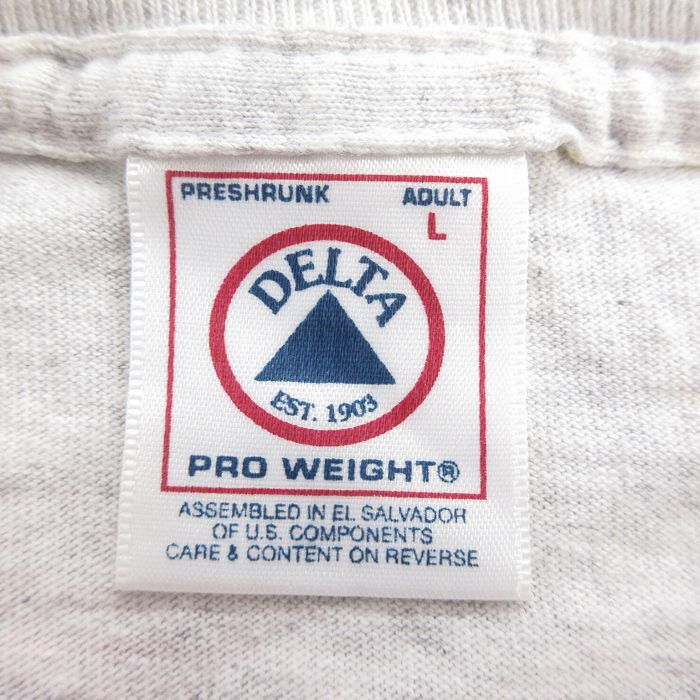 PRESHRUNK ADULT
L
DELTA
EST. 1903
PRO WEIGHT®
ASSEMBLED IN EL SALVADOR
OF U.S. COMPONENTS
CARE & CONTENT ON REVERSE